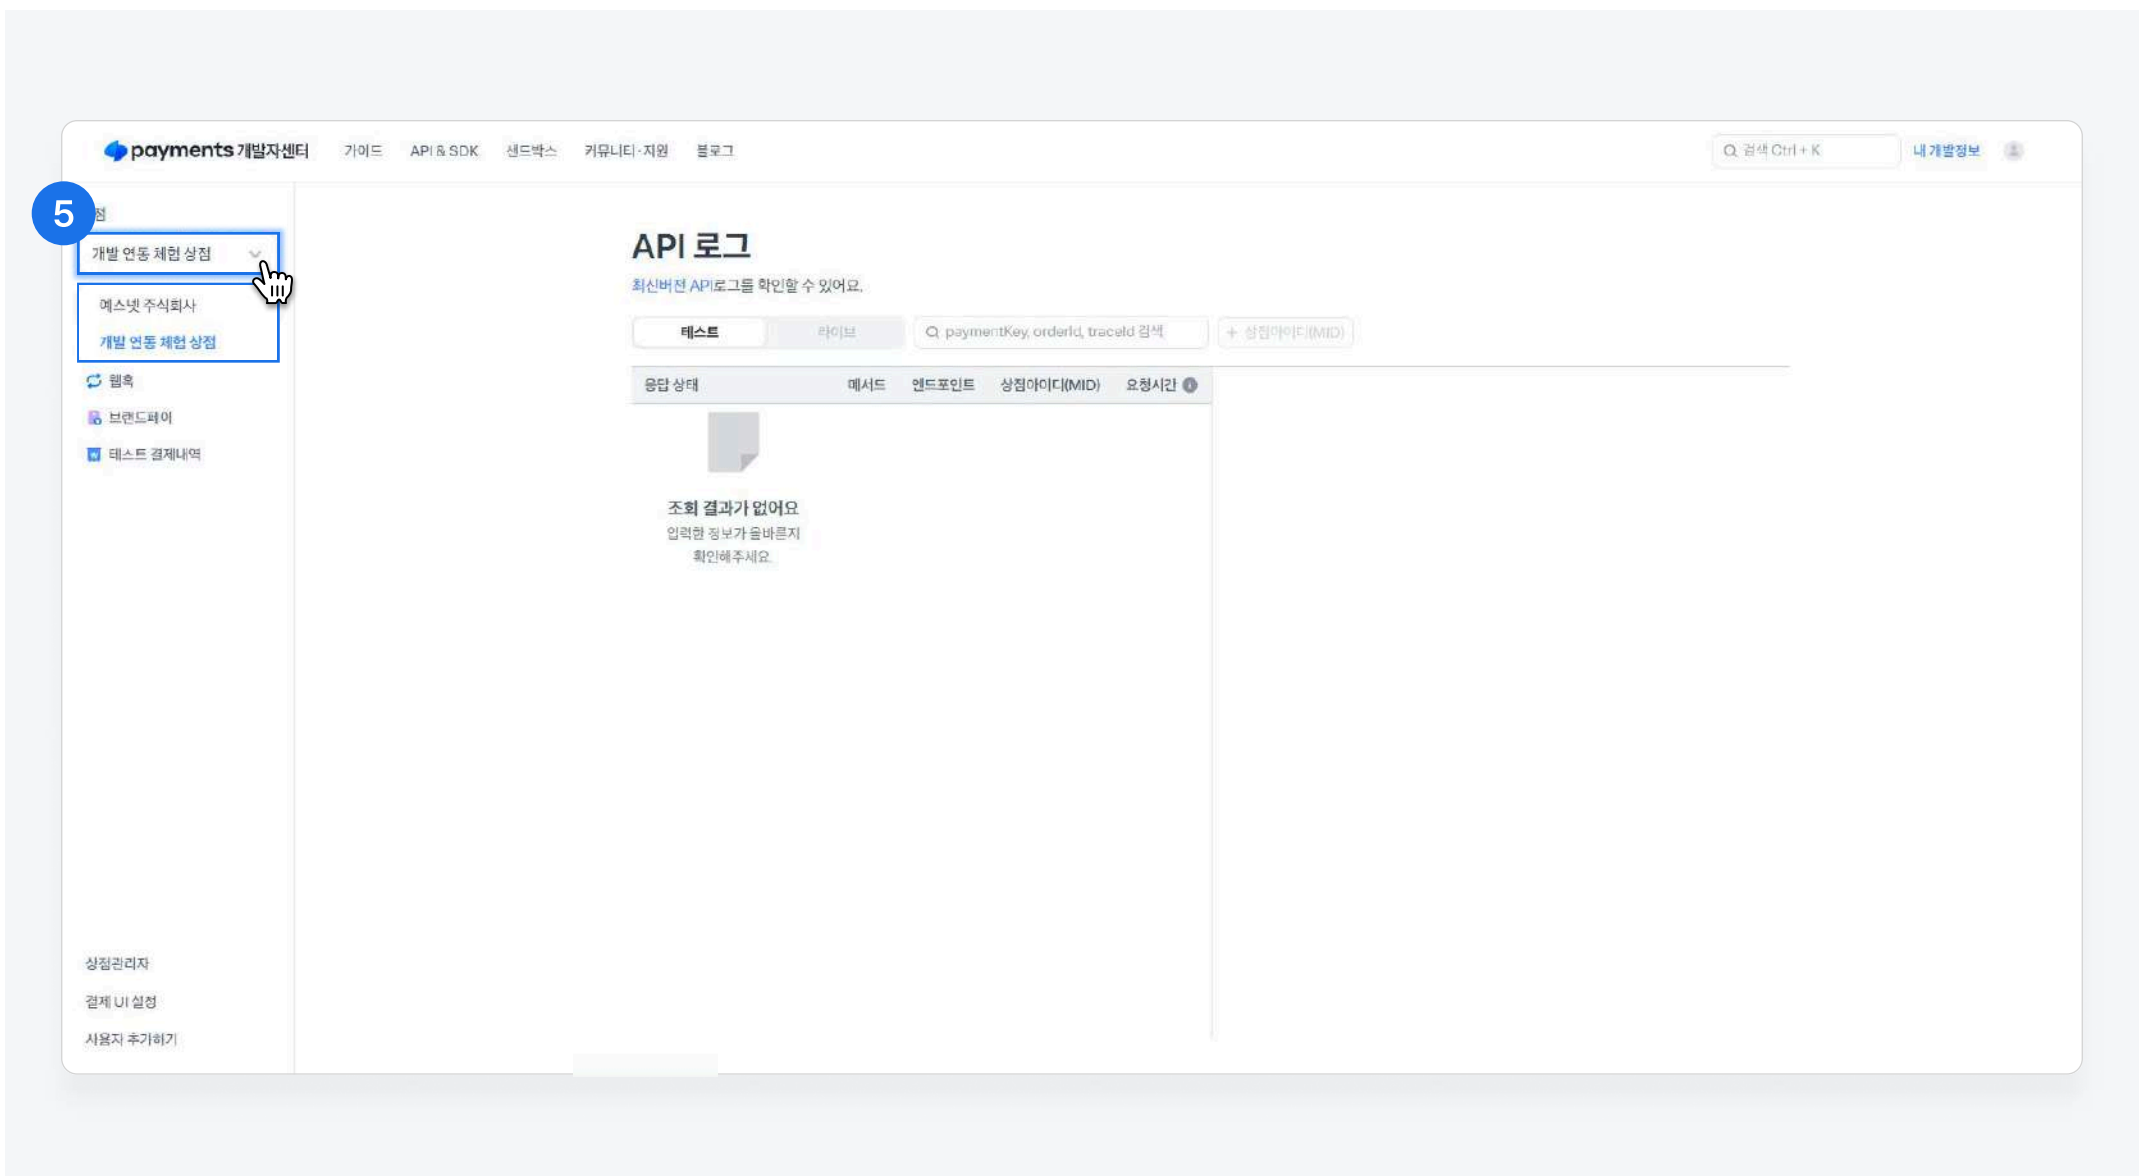 payments 개발자센터 가이드 API & SDK 샌드박스 커뮤니티·지원 블로그 검색 Ctrl + K 내 개발정보
5
점
개발 연동 체험 상점
예스넷 주식회사
개발 연동 체험 상점
웹훅
브랜드페이
테스트 결제내역
API 로그
최신버전 API로그를 확인할 수 있어요.
테스트 라이브 paymentKey, orderId, traceId 검색 + 상점아이디(MID)
응답 상태 메서드 엔드포인트 상점아이디(MID) 요청시간
조회 결과가 없어요
입력한 정보가 올바른지
확인해주세요.
상점관리자
결제 UI 설정
사용자 추가하기